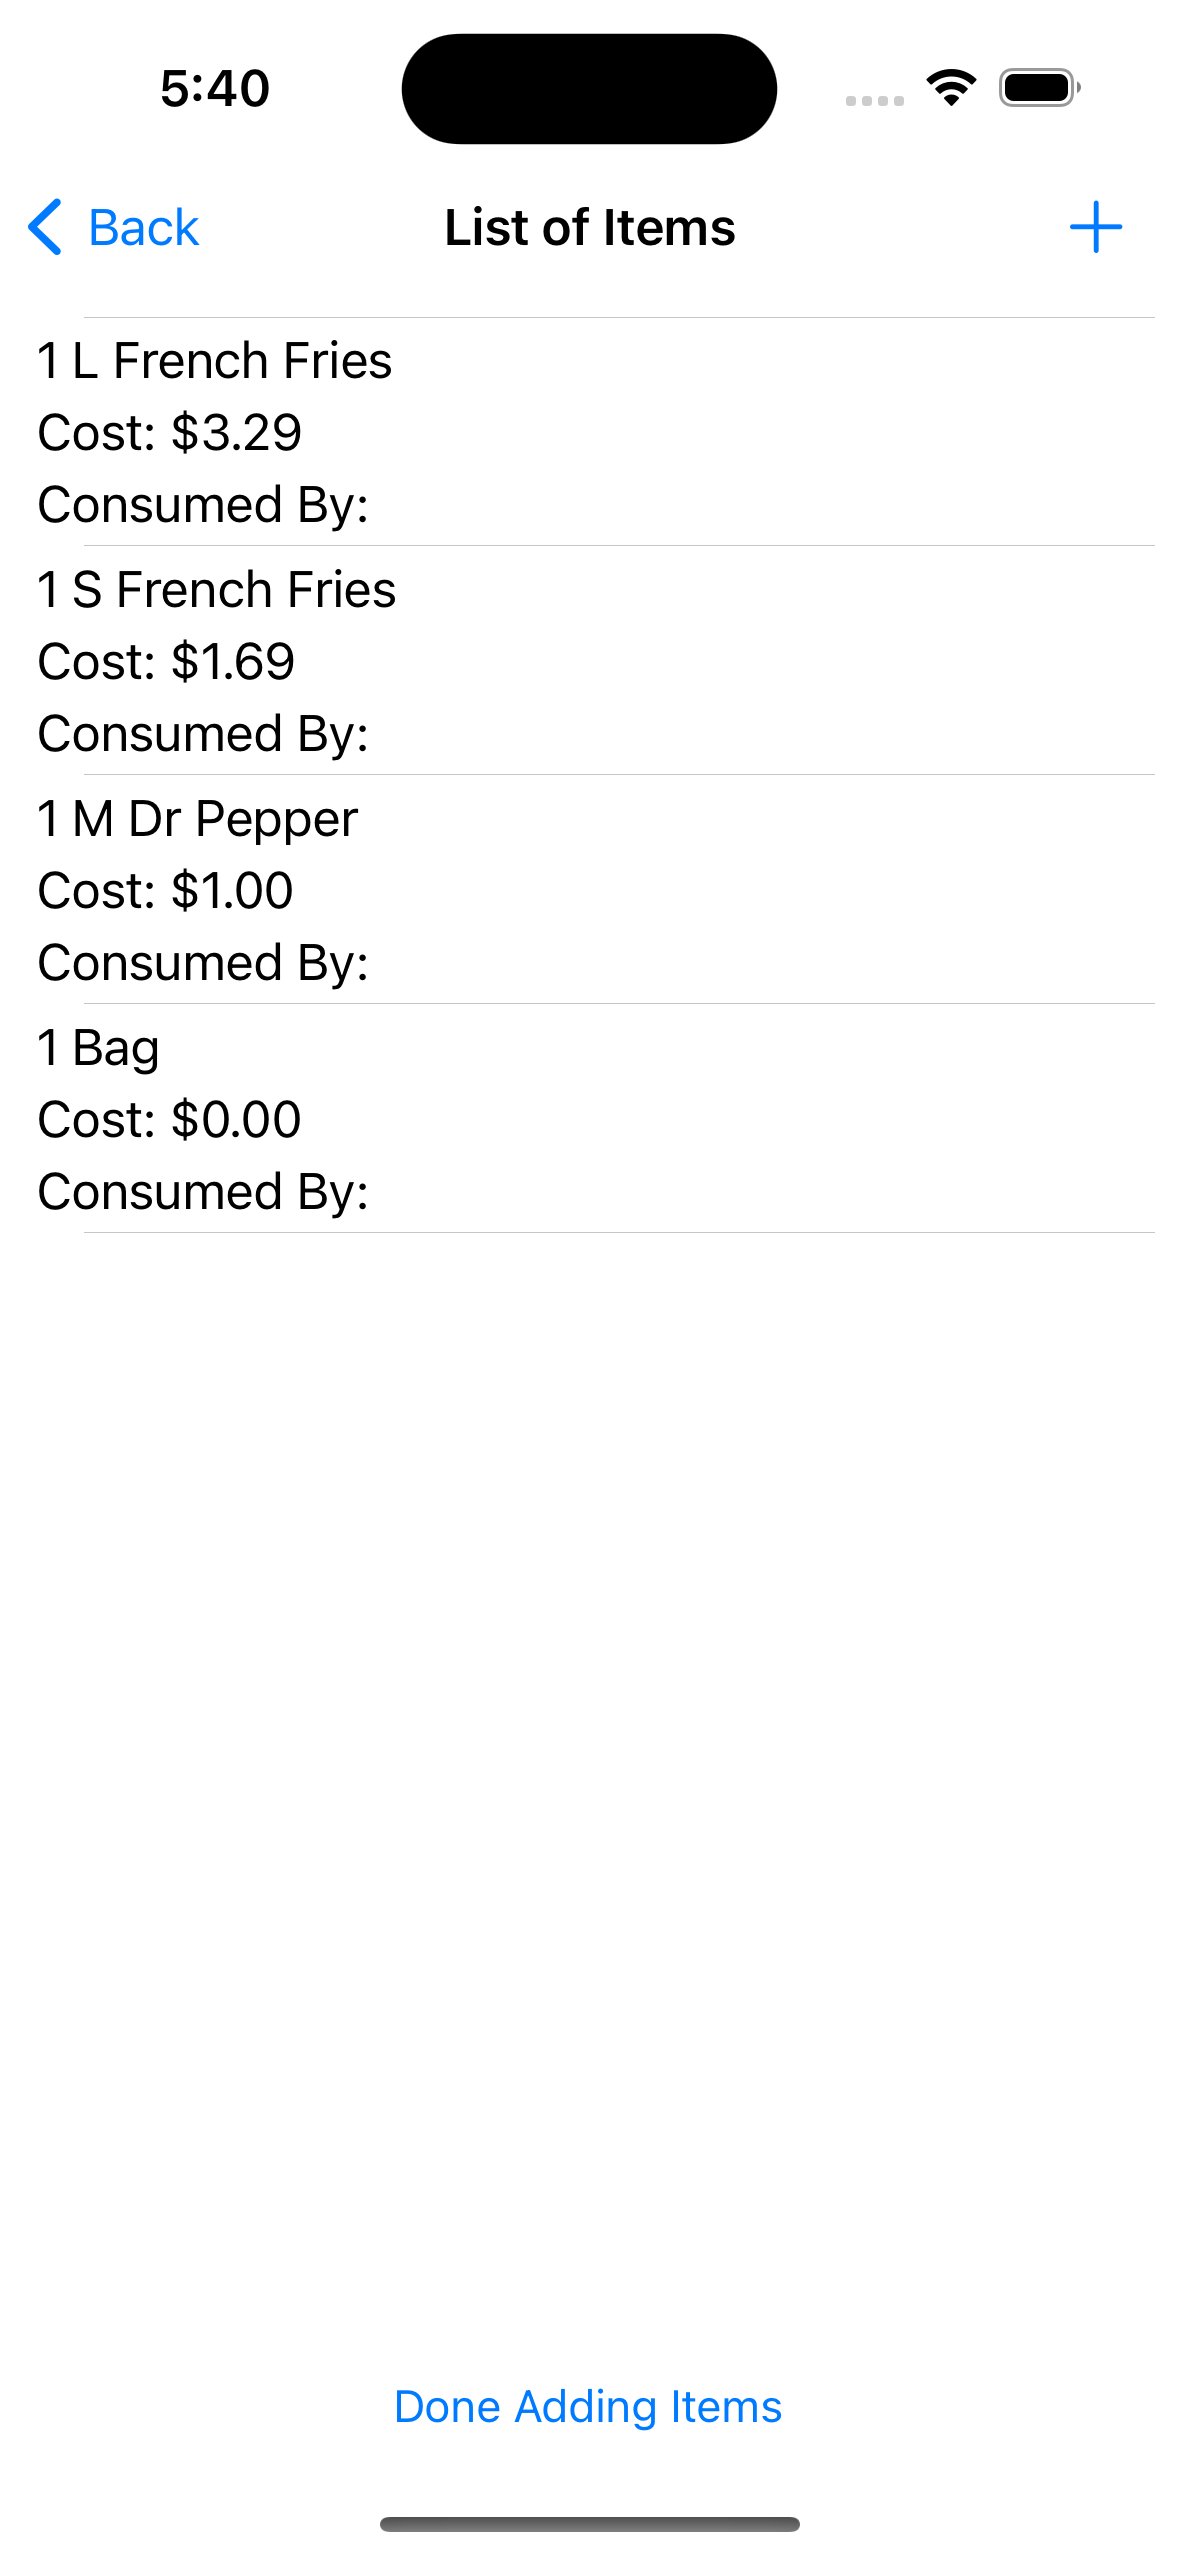 5:40
Back
List of Items
1 L French Fries
Cost: $3.29
Consumed By:
1 S French Fries
Cost: $1.69
Consumed By:
1 M Dr Pepper
Cost: $1.00
Consumed By:
1 Bag
Cost: $0.00
Consumed By:
Done Adding Items